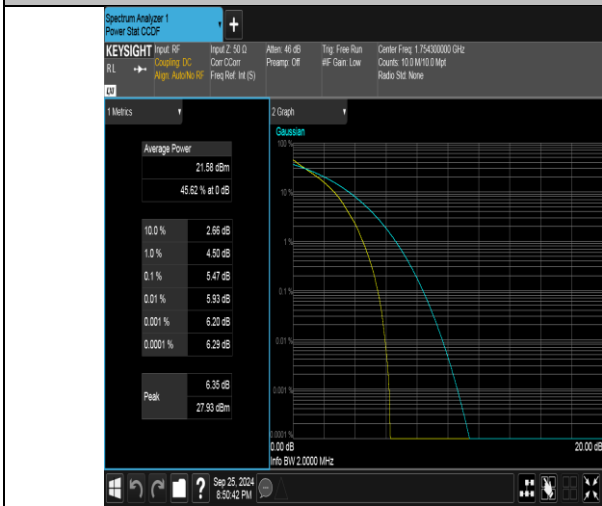 Spectrum Analyzer 1
Power Stat CCDF
+
KEYSIGHT Input: RF Input Z: 50 Ω Atten: 46 dB Trig: Free Run Center Freq: 1.754300000 GHz
RL Coupling: DC Corr CCorr Preamp: Off #IF Gain: Low Counts: 10.0 M/10.0 Mpt
Align: Auto/No RF Freq Ref: Int (S) Radio Std: None
1 Metrics
Average Power
21.58 dBm
45.62 % at 0 dB
10.0 % 2.66 dB
1.0 % 4.50 dB
0.1 % 5.47 dB
0.01 % 5.93 dB
0.001 % 6.20 dB
0.0001 % 6.29 dB
Peak 6.35 dB
27.93 dBm
2 Graph
Gaussian
100 %
10 %
1 %
0.1 %
0.01 %
0.001 %
0.0001 %
0.00 dB 20.00 dB
Info BW 2.0000 MHz
?
Sep 25, 2024
8:50:42 PM